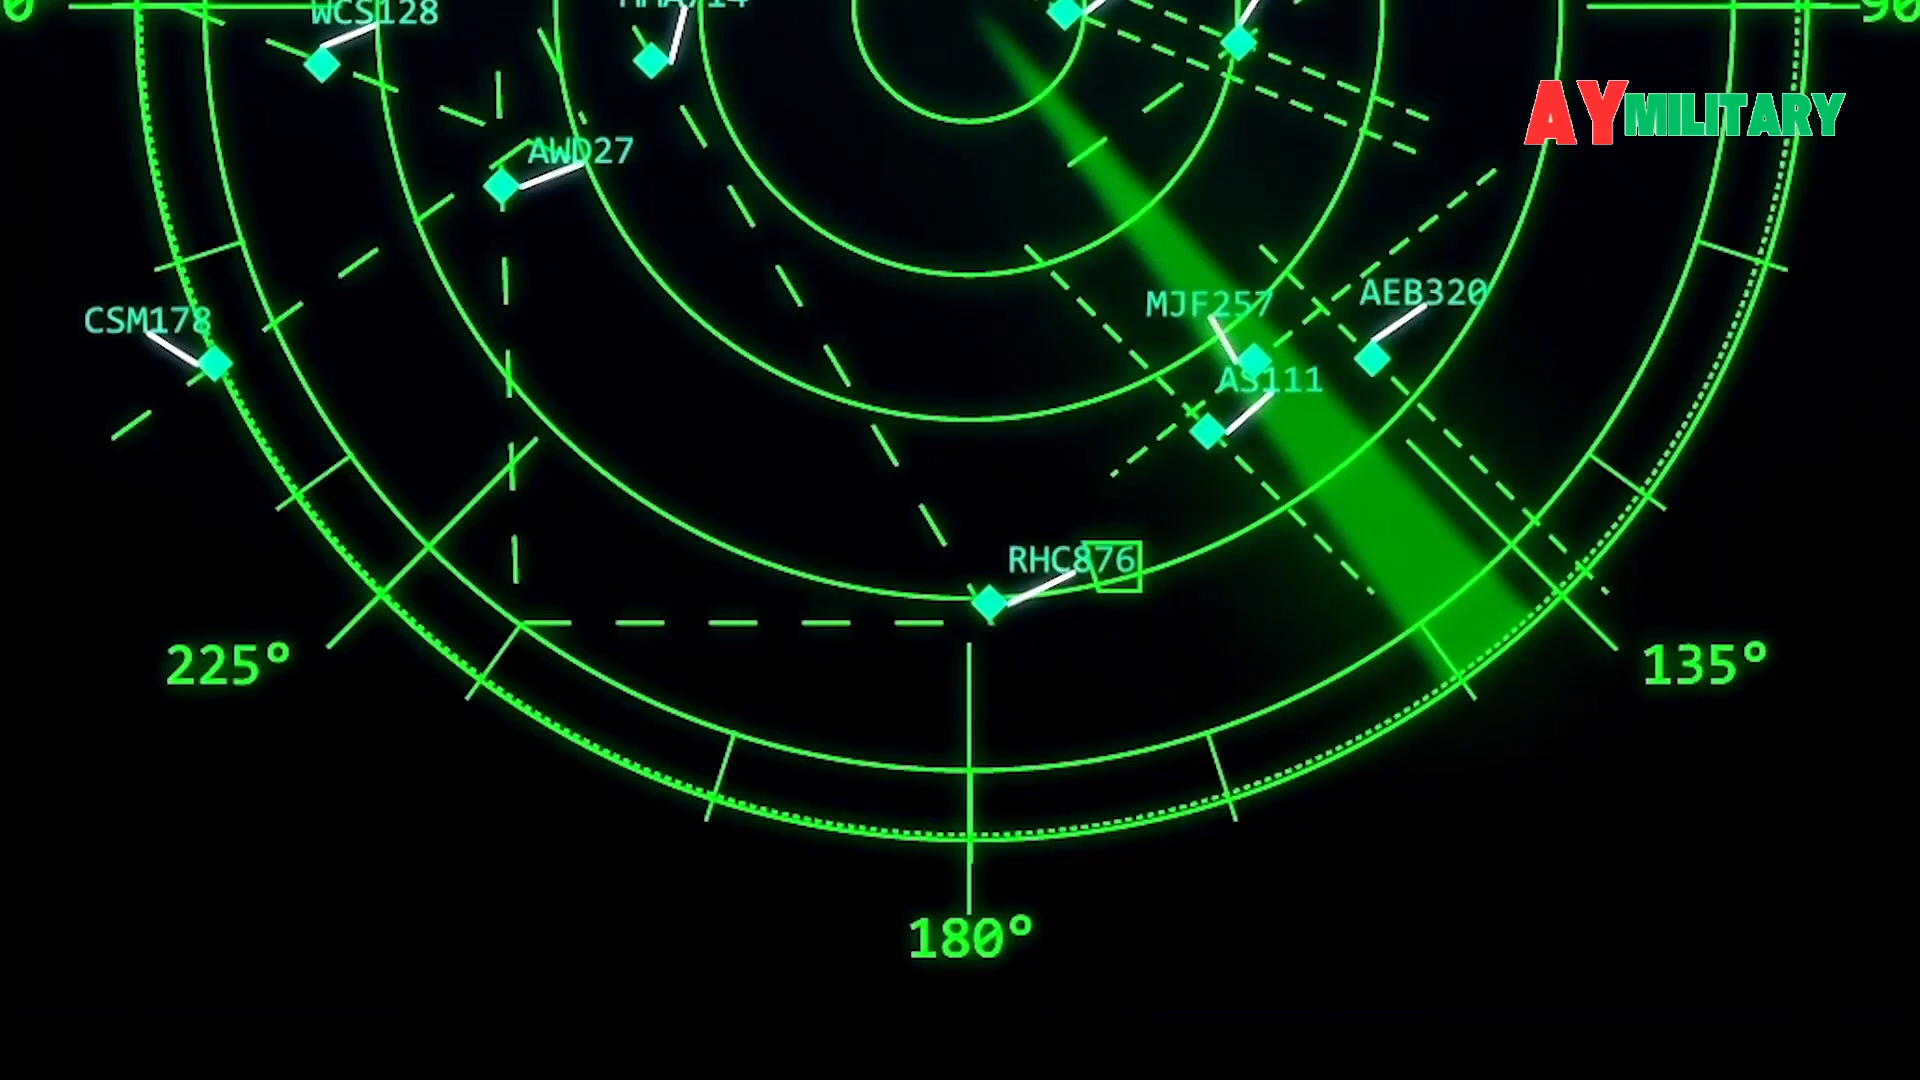 WCS128
AYMILITARY
AWD27
MJF257
AEB320
CSM178
AS111
RHC876
225°
135°
180°